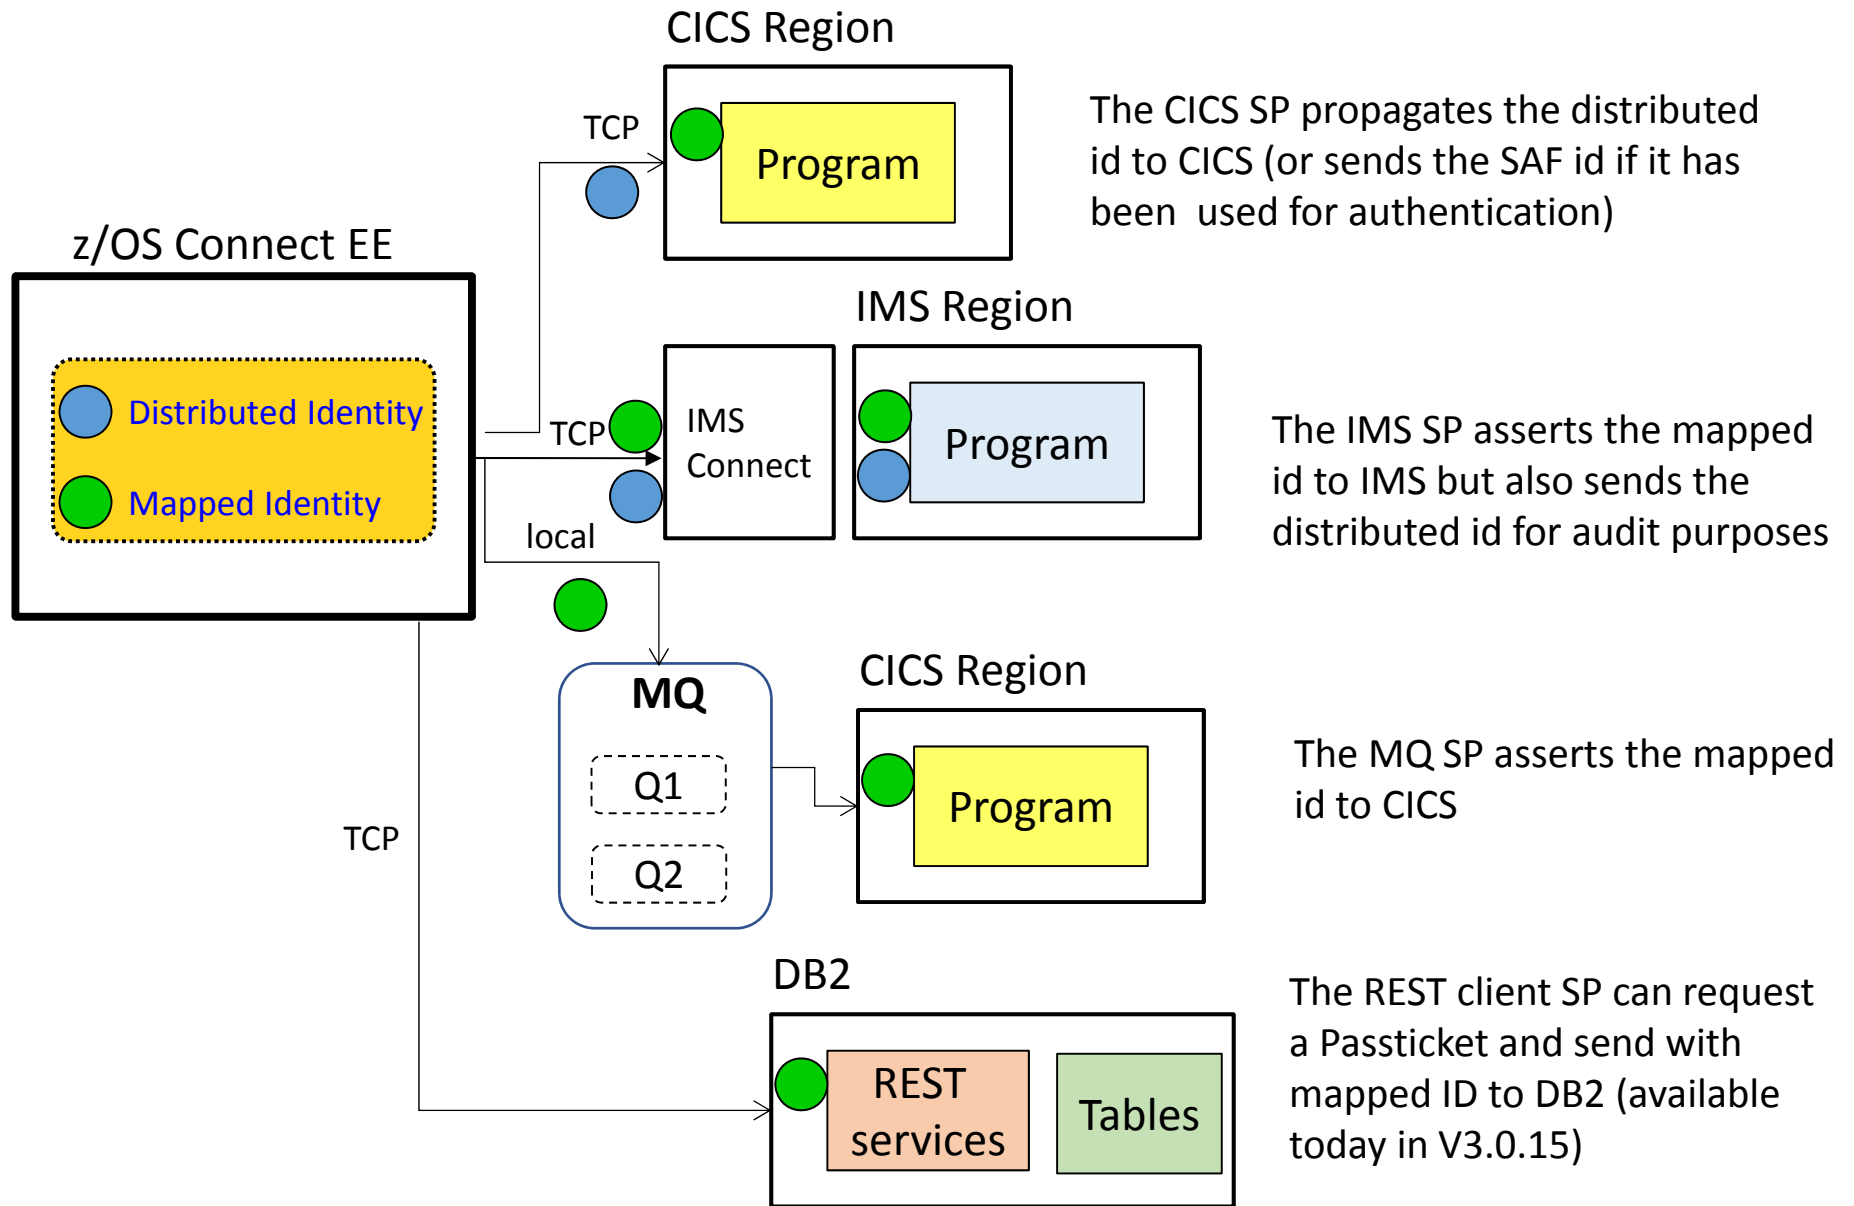 CICS Region
TCP
Program
The CICS SP propagates the distributed
id to CICS (or sends the SAF id if it has
been  used for authentication)
z/OS Connect EE
Distributed Identity
Mapped Identity
IMS Region
TCP
IMS
Connect
Program
The IMS SP asserts the mapped
id to IMS but also sends the
distributed id for audit purposes
local
MQ
Q1
Q2
CICS Region
Program
The MQ SP asserts the mapped
id to CICS
TCP
DB2
REST
services
Tables
The REST client SP can request
a Passticket and send with
mapped ID to DB2 (available
today in V3.0.15)